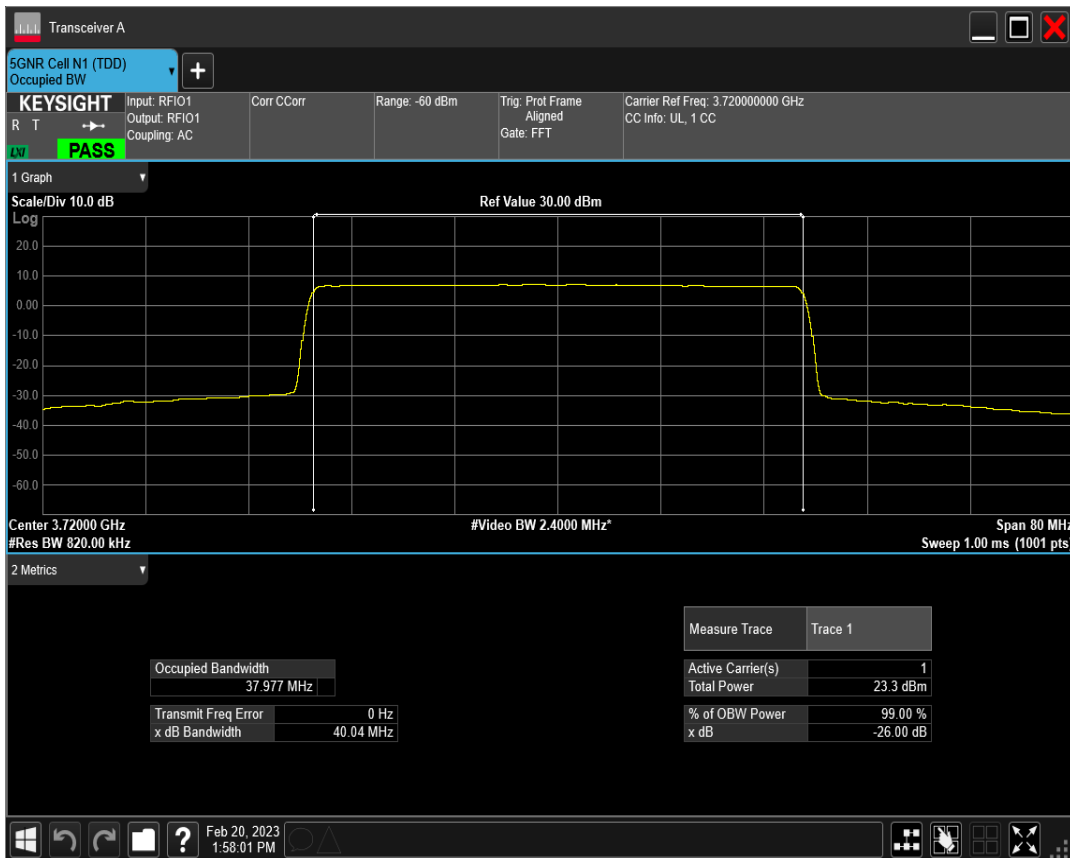 Transceiver A
5GNR Cell N1 (TDD)
Occupied BW
+
KEYSIGHT
R T
LXI
PASS
Input: RFIO1
Output: RFIO1
Coupling: AC
Corr CCorr
Range: -60 dBm
Trig: Prot Frame
Aligned
Gate: FFT
Carrier Ref Freq: 3.720000000 GHz
CC Info: UL, 1 CC
1 Graph
Scale/Div 10.0 dB
Ref Value 30.00 dBm
Log
20.0
10.0
0.00
-10.0
-20.0
-30.0
-40.0
-50.0
-60.0
Center 3.72000 GHz
#Video BW 2.4000 MHz*
Span 80 MHz
#Res BW 820.00 kHz
Sweep 1.00 ms (1001 pts)
2 Metrics
Measure Trace Trace 1
Occupied Bandwidth
37.977 MHz
Active Carrier(s) 1
Total Power 23.3 dBm
Transmit Freq Error 0 Hz
x dB Bandwidth 40.04 MHz
% of OBW Power 99.00 %
x dB -26.00 dB
?
Feb 20, 2023
1:58:01 PM